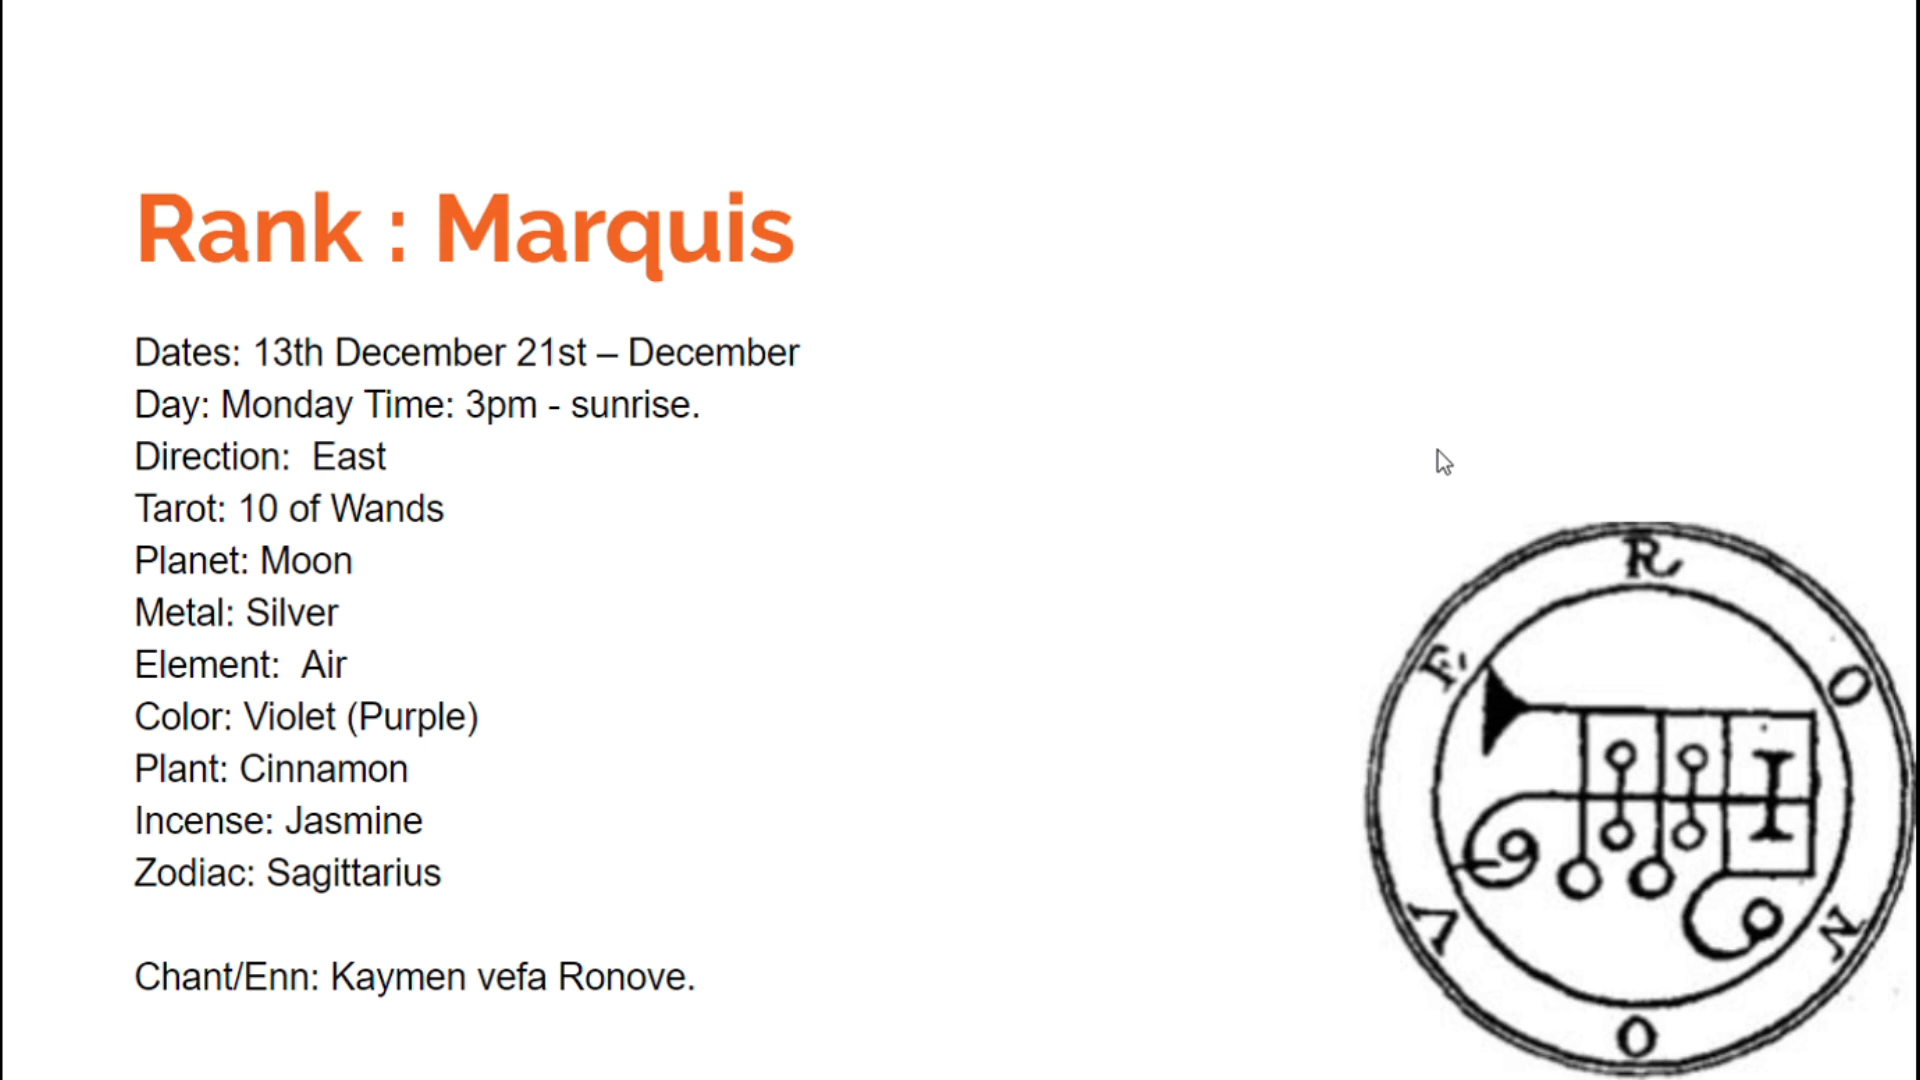 Rank : Marquis
Dates: 13th December 21st – December
Day: Monday Time: 3pm - sunrise.
Direction:  East
Tarot: 10 of Wands
Planet: Moon
Metal: Silver
Element:  Air
Color: Violet (Purple)
Plant: Cinnamon
Incense: Jasmine
Zodiac: Sagittarius
Chant/Enn: Kaymen vefa Ronove.
R O N O V E